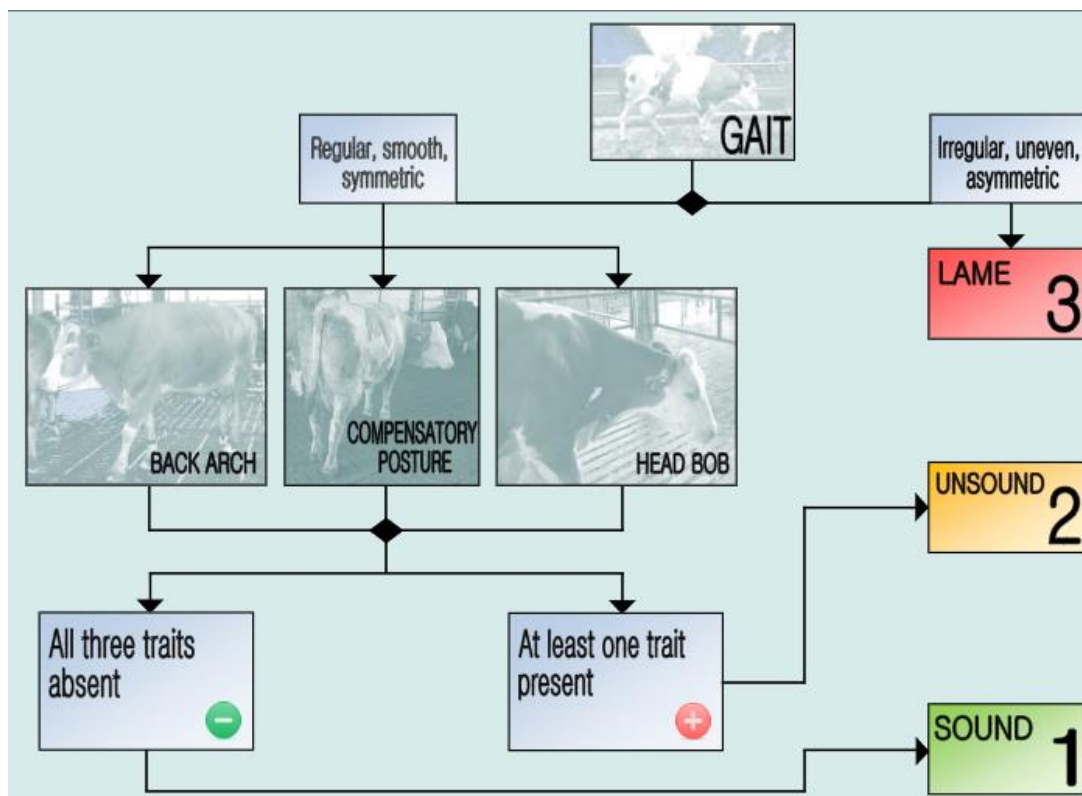 GAIT
Regular, smooth,
symmetric
Irregular, uneven,
asymmetric
LAME
3
BACK ARCH
COMPENSATORY
POSTURE
HEAD BOB
UNSOUND
2
All three traits
absent
−
At least one trait
present
+
SOUND
1